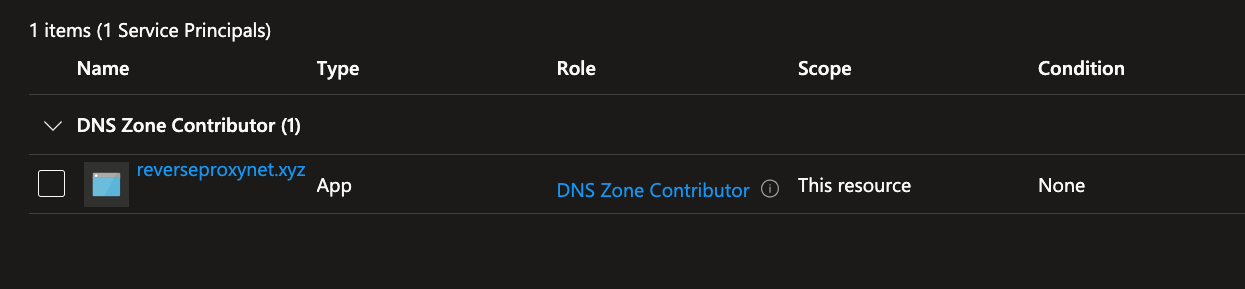 1 items (1 Service Principals)
Name Type Role Scope Condition
DNS Zone Contributor (1)
reverseproxynet.xyz App DNS Zone Contributor This resource None